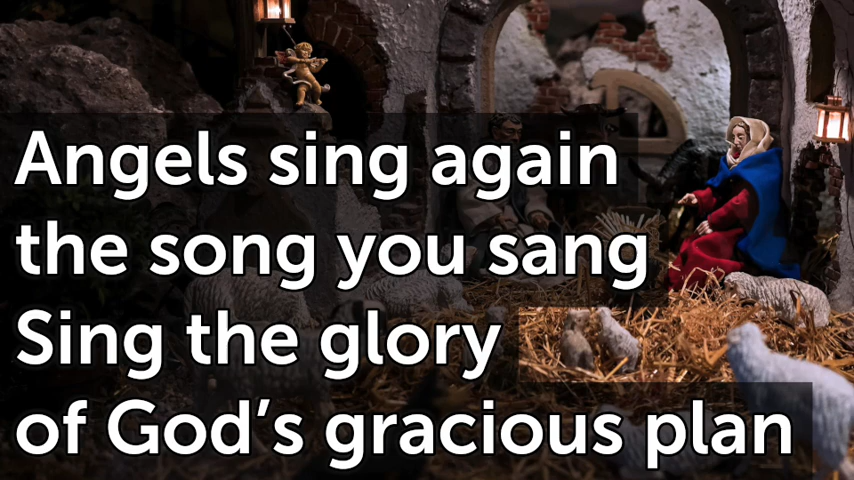 Angels sing again
the song you sang
Sing the glory
of God’s gracious plan